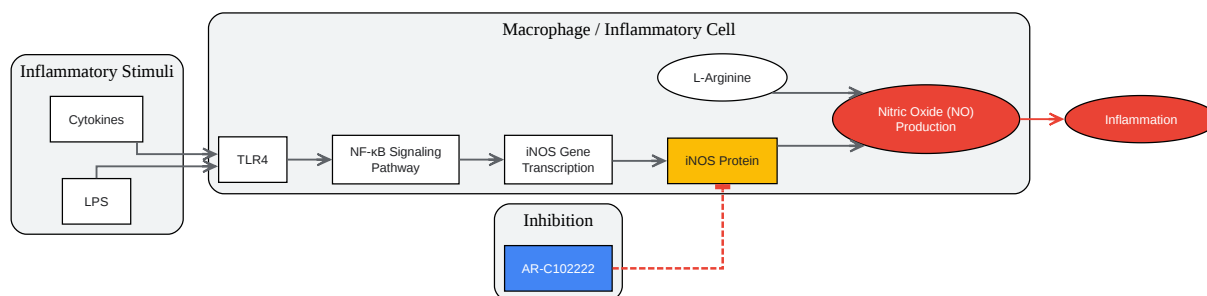 Macrophage / Inflammatory Cell
Inflammatory Stimuli
Cytokines
LPS
TLR4
NF-κB Signaling
Pathway
iNOS Gene
Transcription
L-Arginine
iNOS Protein
Nitric Oxide (NO)
Production
Inflammation
Inhibition
AR-C102222